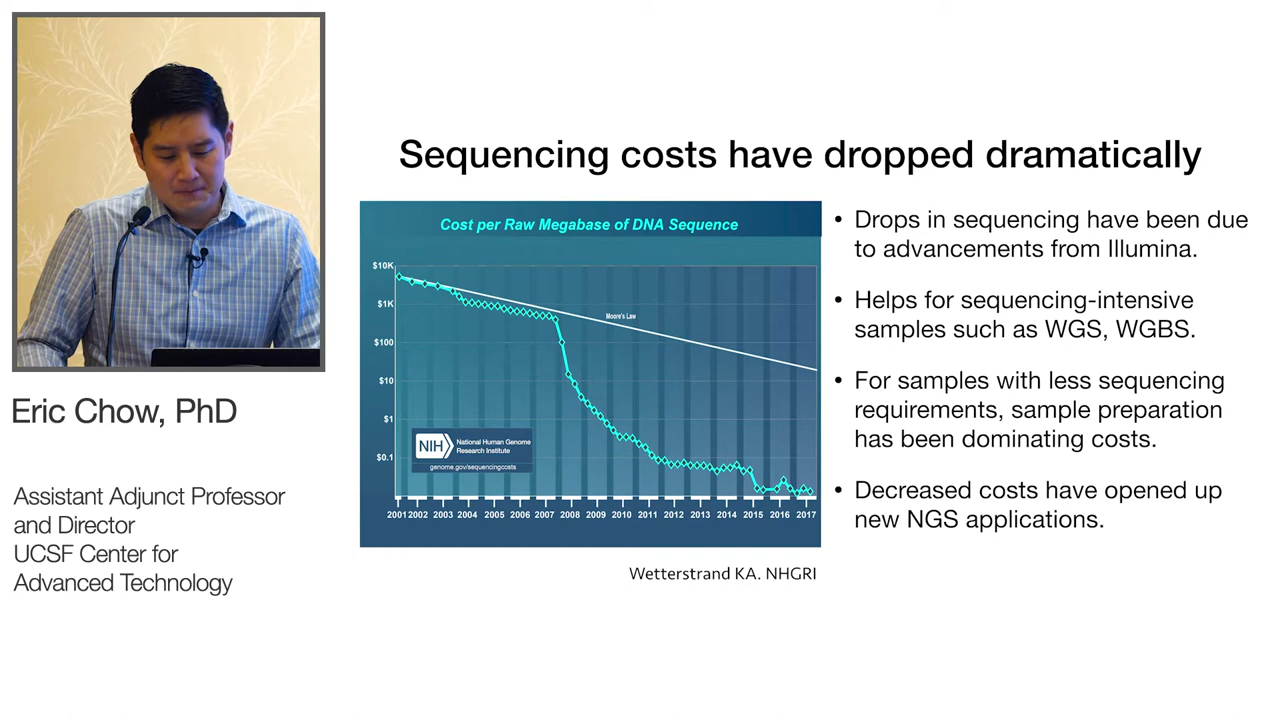 Sequencing costs have dropped dramatically
Cost per Raw Megabase of DNA Sequence
$10K
$1K
$100
$10
$1
$0.1
Moore's Law
NIH
National Human Genome
Research Institute
genome.gov/sequencingcosts
2001 2002 2003 2004 2005 2006 2007 2008 2009 2010 2011 2012 2013 2014 2015 2016 2017
Wetterstrand KA. NHGRI
• Drops in sequencing have been due
to advancements from Illumina.
• Helps for sequencing-intensive
samples such as WGS, WGBS.
• For samples with less sequencing
requirements, sample preparation
has been dominating costs.
• Decreased costs have opened up
new NGS applications.
Eric Chow, PhD
Assistant Adjunct Professor
and Director
UCSF Center for
Advanced Technology